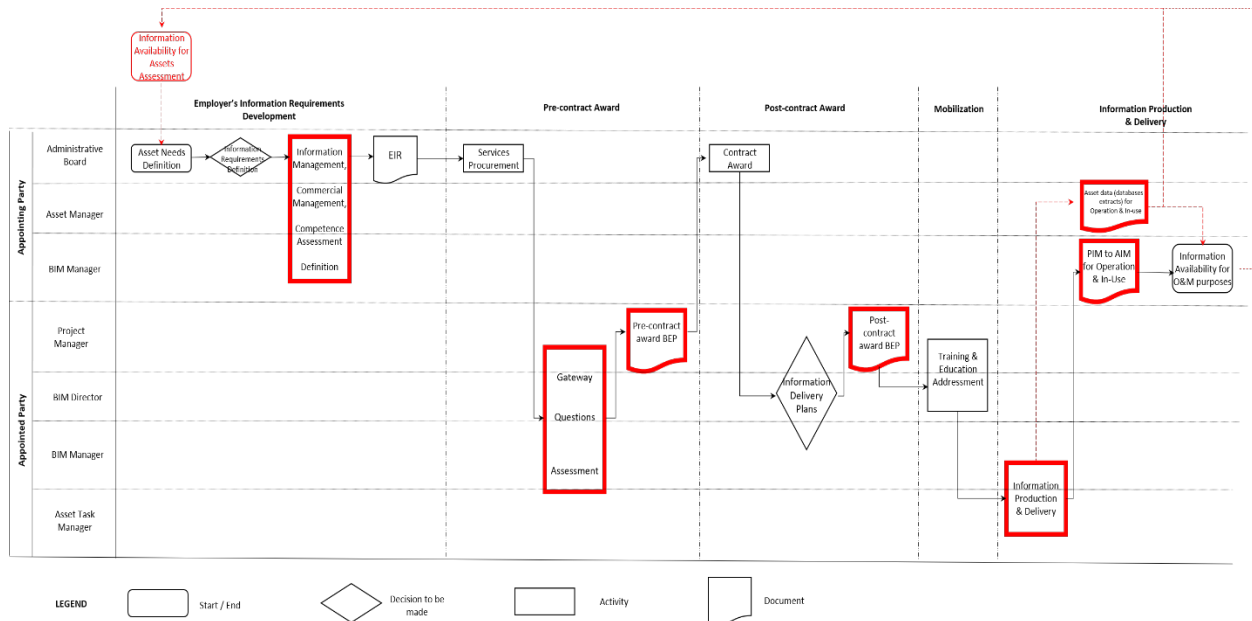 Information
Availability for
Assets
Assessment
Employer's Information Requirements
Development
Pre-contract Award
Post-contract Award
Mobilization
Information Production
& Delivery
Appointing Party
Administrative
Board
Asset Needs
Definition
Information
Requirements
Definition
Information
Management,
Commercial
Management,
Competence
Assessment
Definition
EIR
Services
Procurement
Contract
Award
Asset Manager
Asset data (databases
extracts) for
Operation & In-use
BIM Manager
PIM to AIM
for Operation
& In-Use
Information
Availability for
O&M purposes
Appointed Party
Project
Manager
Pre-contract
award BEP
Post-
contract
award BEP
Training &
Education
Addressment
BIM Director
Gateway
Questions
Assessment
Information
Delivery
Plans
BIM Manager
Information
Production
& Delivery
Asset Task
Manager
LEGEND
Start / End
Decision to be
made
Activity
Document